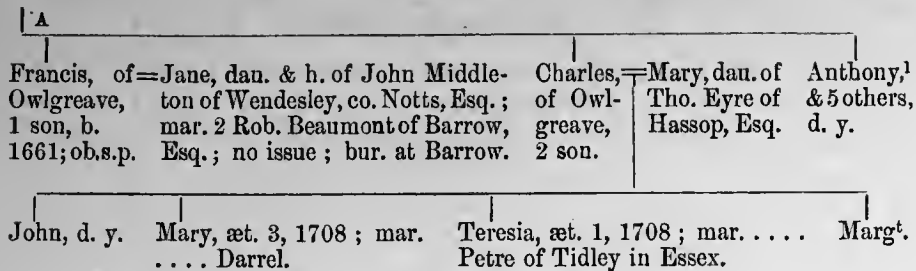 A
Francis, of=Jane, dan. & h. of John Middle-
Owlgreave, ton of Wendesley, co. Notts, Esq. ;
1 son, b. mar. 2 Rob. Beaumont of Barrow,
1661; ob.s.p. Esq. ; no issue ; bur. at Barrow.
Charles,=Mary, dau. of
of Owl- Tho. Eyre of
greave, Hassop, Esq.
2 son.
Anthony,¹
& 5 others,
d. y.
John, d. y.
Mary, æt. 3, 1708 ; mar.
. . . . Darrel.
Teresia, æt. 1, 1708 ; mar. . . . . .
Petre of Tidley in Essex.
Margᵗ.